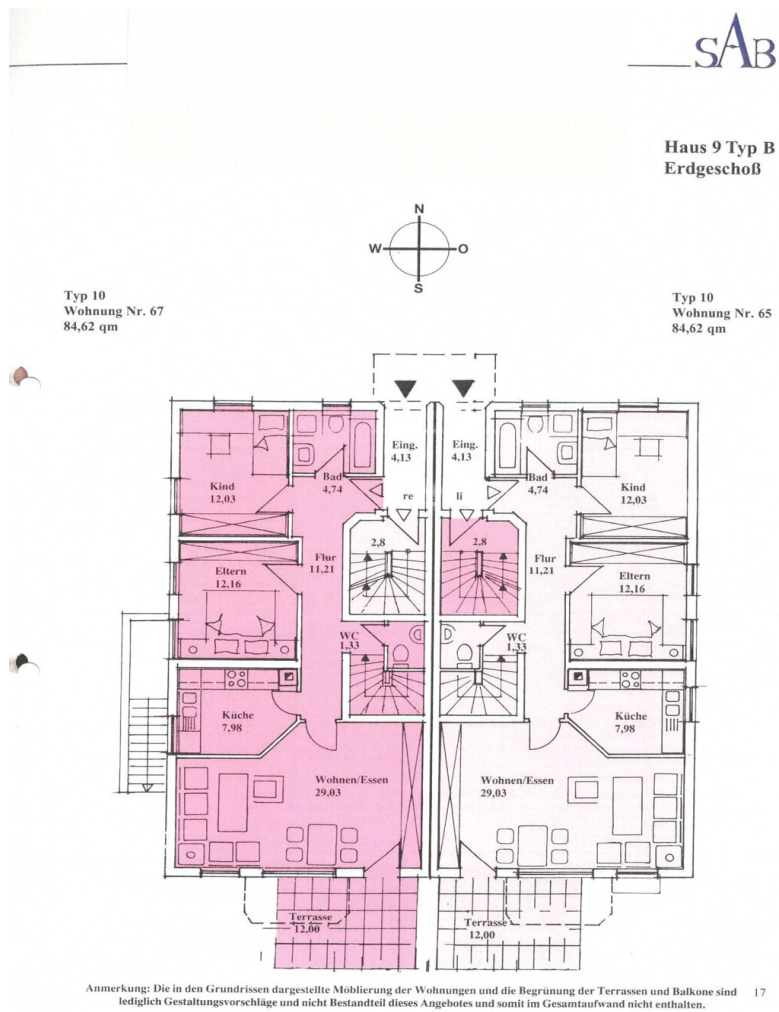 SAB
Haus 9 Typ B
Erdgeschoß
N
W
O
S
Typ 10
Wohnung Nr. 67
84,62 qm
Typ 10
Wohnung Nr. 65
84,62 qm
Eing.
4,13
Eing.
4,13
Bad
4,74
Bad
4,74
Kind
12,03
Kind
12,03
re
li
2,8
2,8
Flur
11,21
Flur
11,21
Eltern
12,16
Eltern
12,16
WC
1,33
WC
1,33
Küche
7,98
Küche
7,98
Wohnen/Essen
29,03
Wohnen/Essen
29,03
Terrasse
12,00
Terrasse
12,00
Anmerkung: Die in den Grundrissen dargestellte Möblierung der Wohnungen und die Begrünung der Terrassen und Balkone sind
lediglich Gestaltungsvorschläge und nicht Bestandteil dieses Angebotes und somit im Gesamtaufwand nicht enthalten.
17